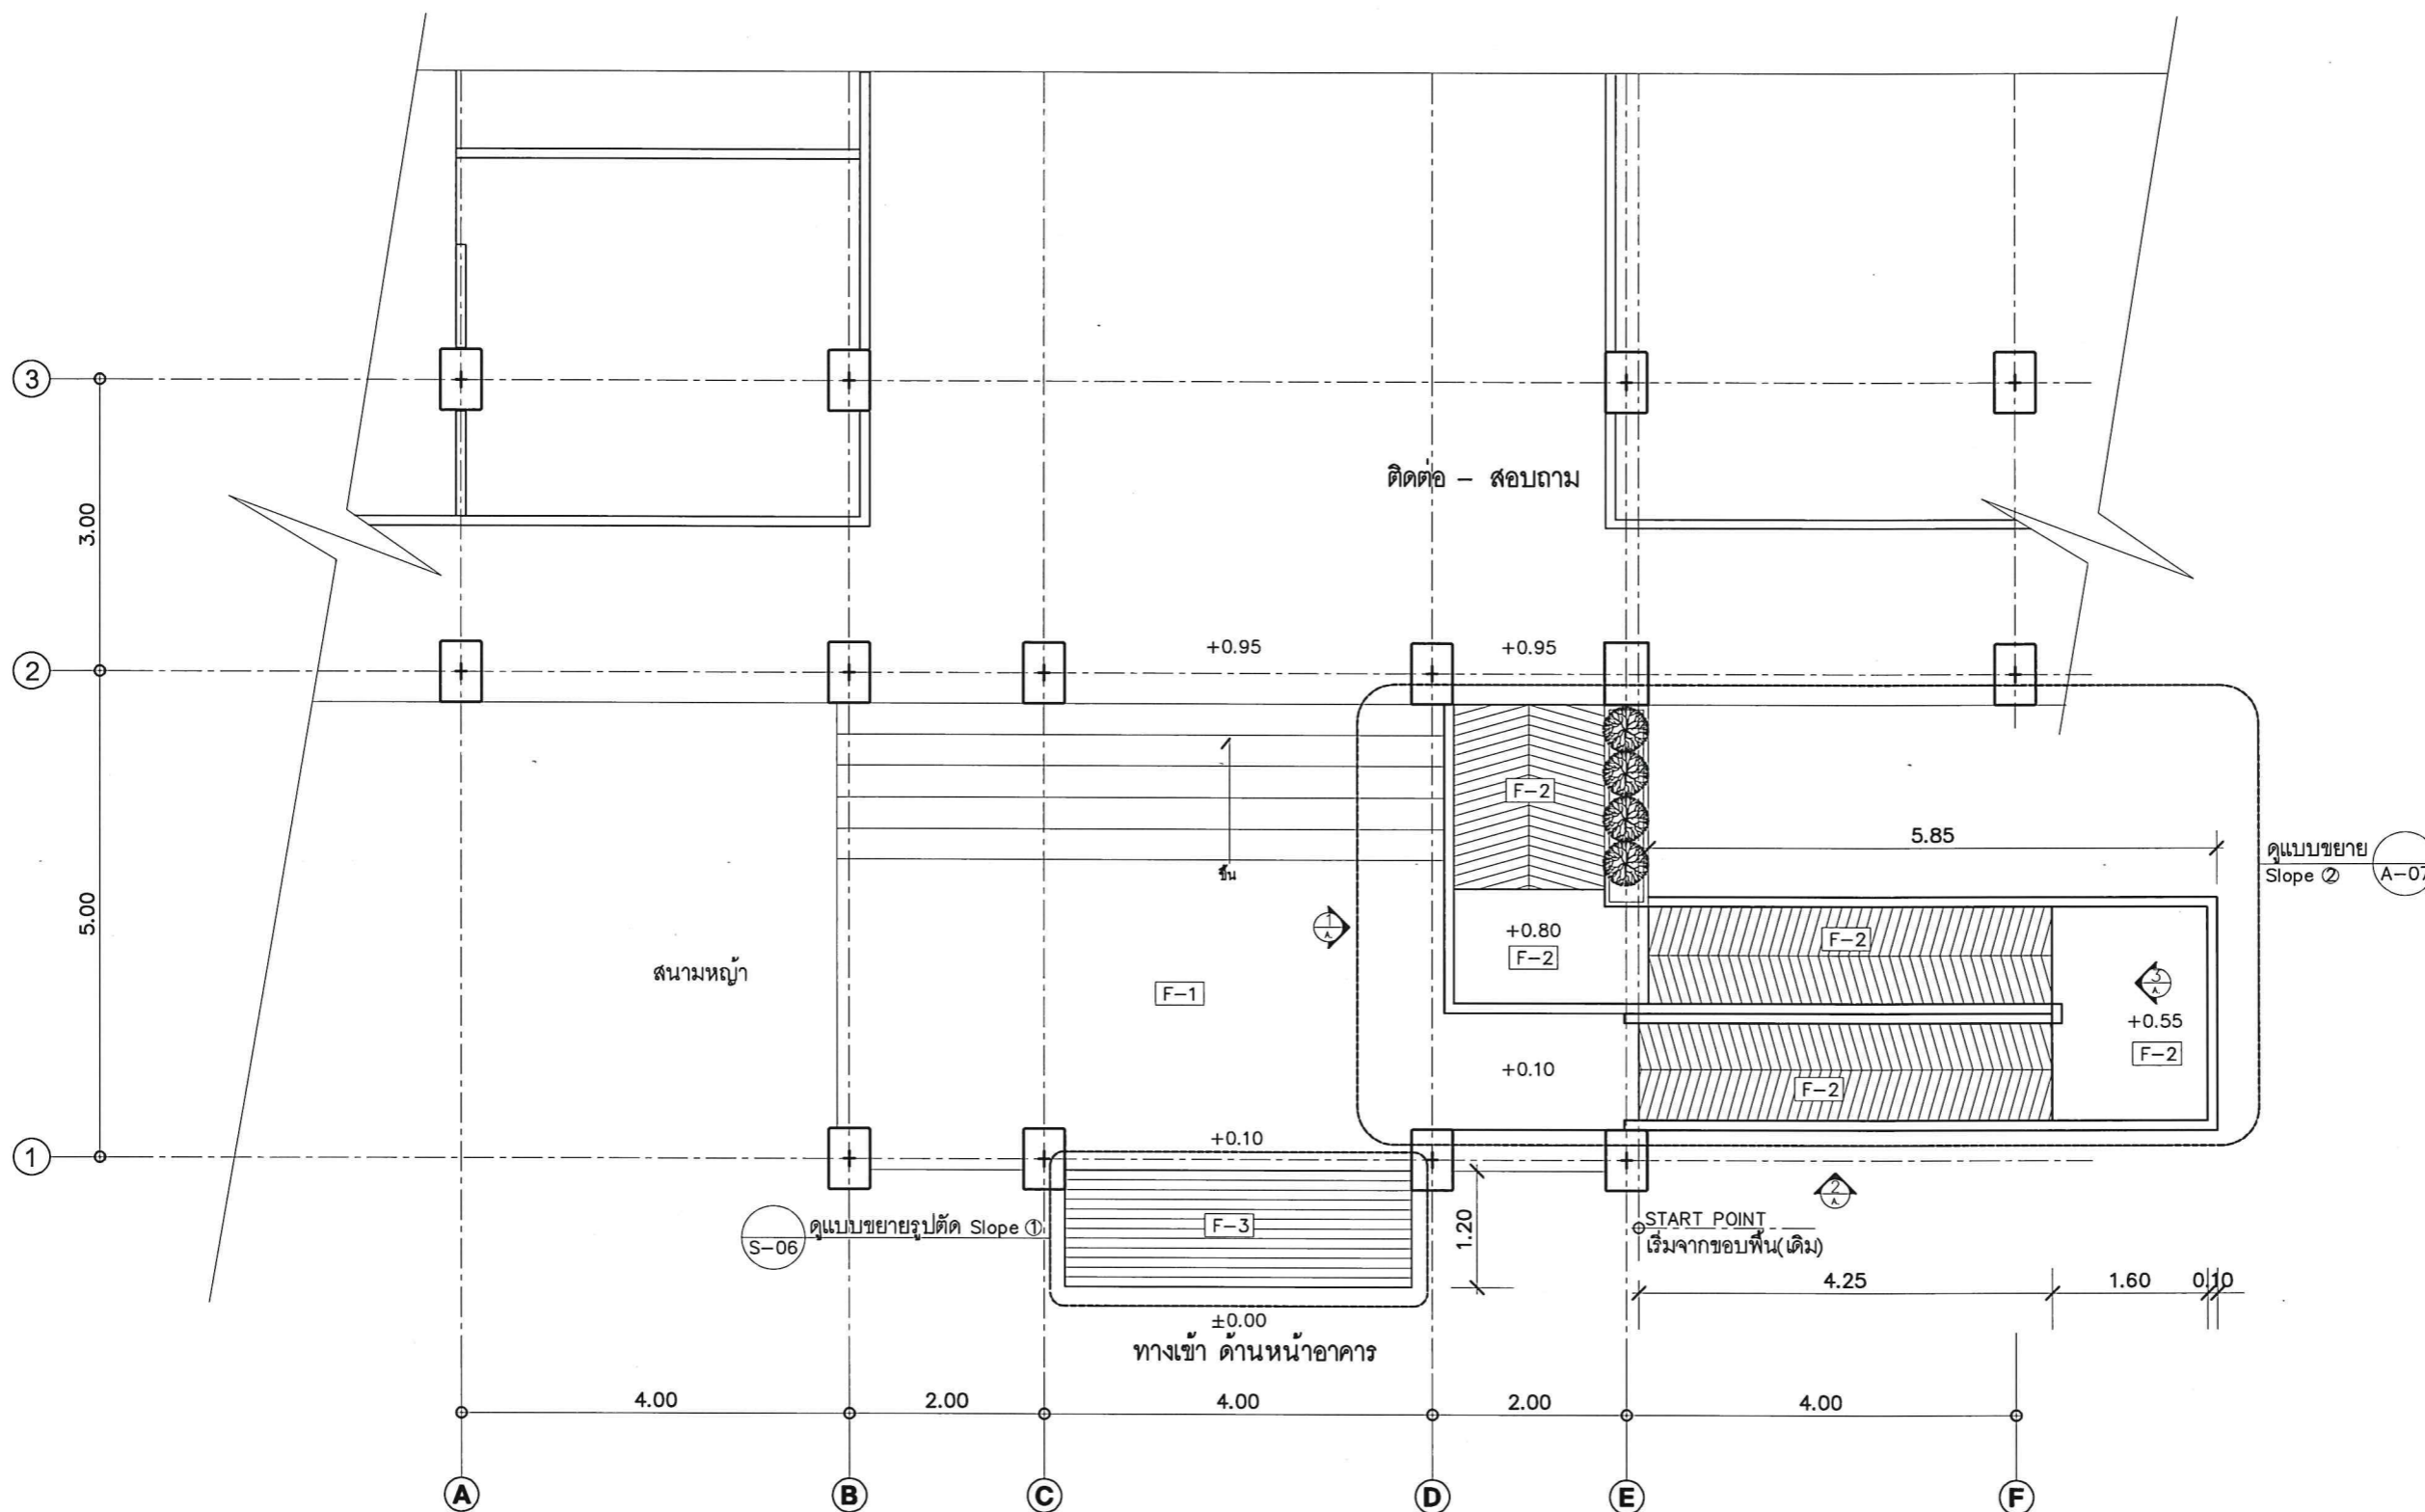 3
3.00
ติดต่อ - สอบถาม
2
+0.95
+0.95
F-2
5.85
ดูแบบขยาย
Slope ②
A-07
ขึ้น
5.00
1
A.
+0.80
F-2
F-2
สนามหญ้า
F-1
3
A.
+0.55
F-2
+0.10
F-2
1
+0.10
2
A.
ดูแบบขยายรูปตัด Slope ①
S-06
F-3
1.20
START POINT
เริ่มจากขอบพื้น(เดิม)
4.25
1.60
0.10
±0.00
ทางเข้า ด้านหน้าอาคาร
4.00
2.00
4.00
2.00
4.00
A
B
C
D
E
F